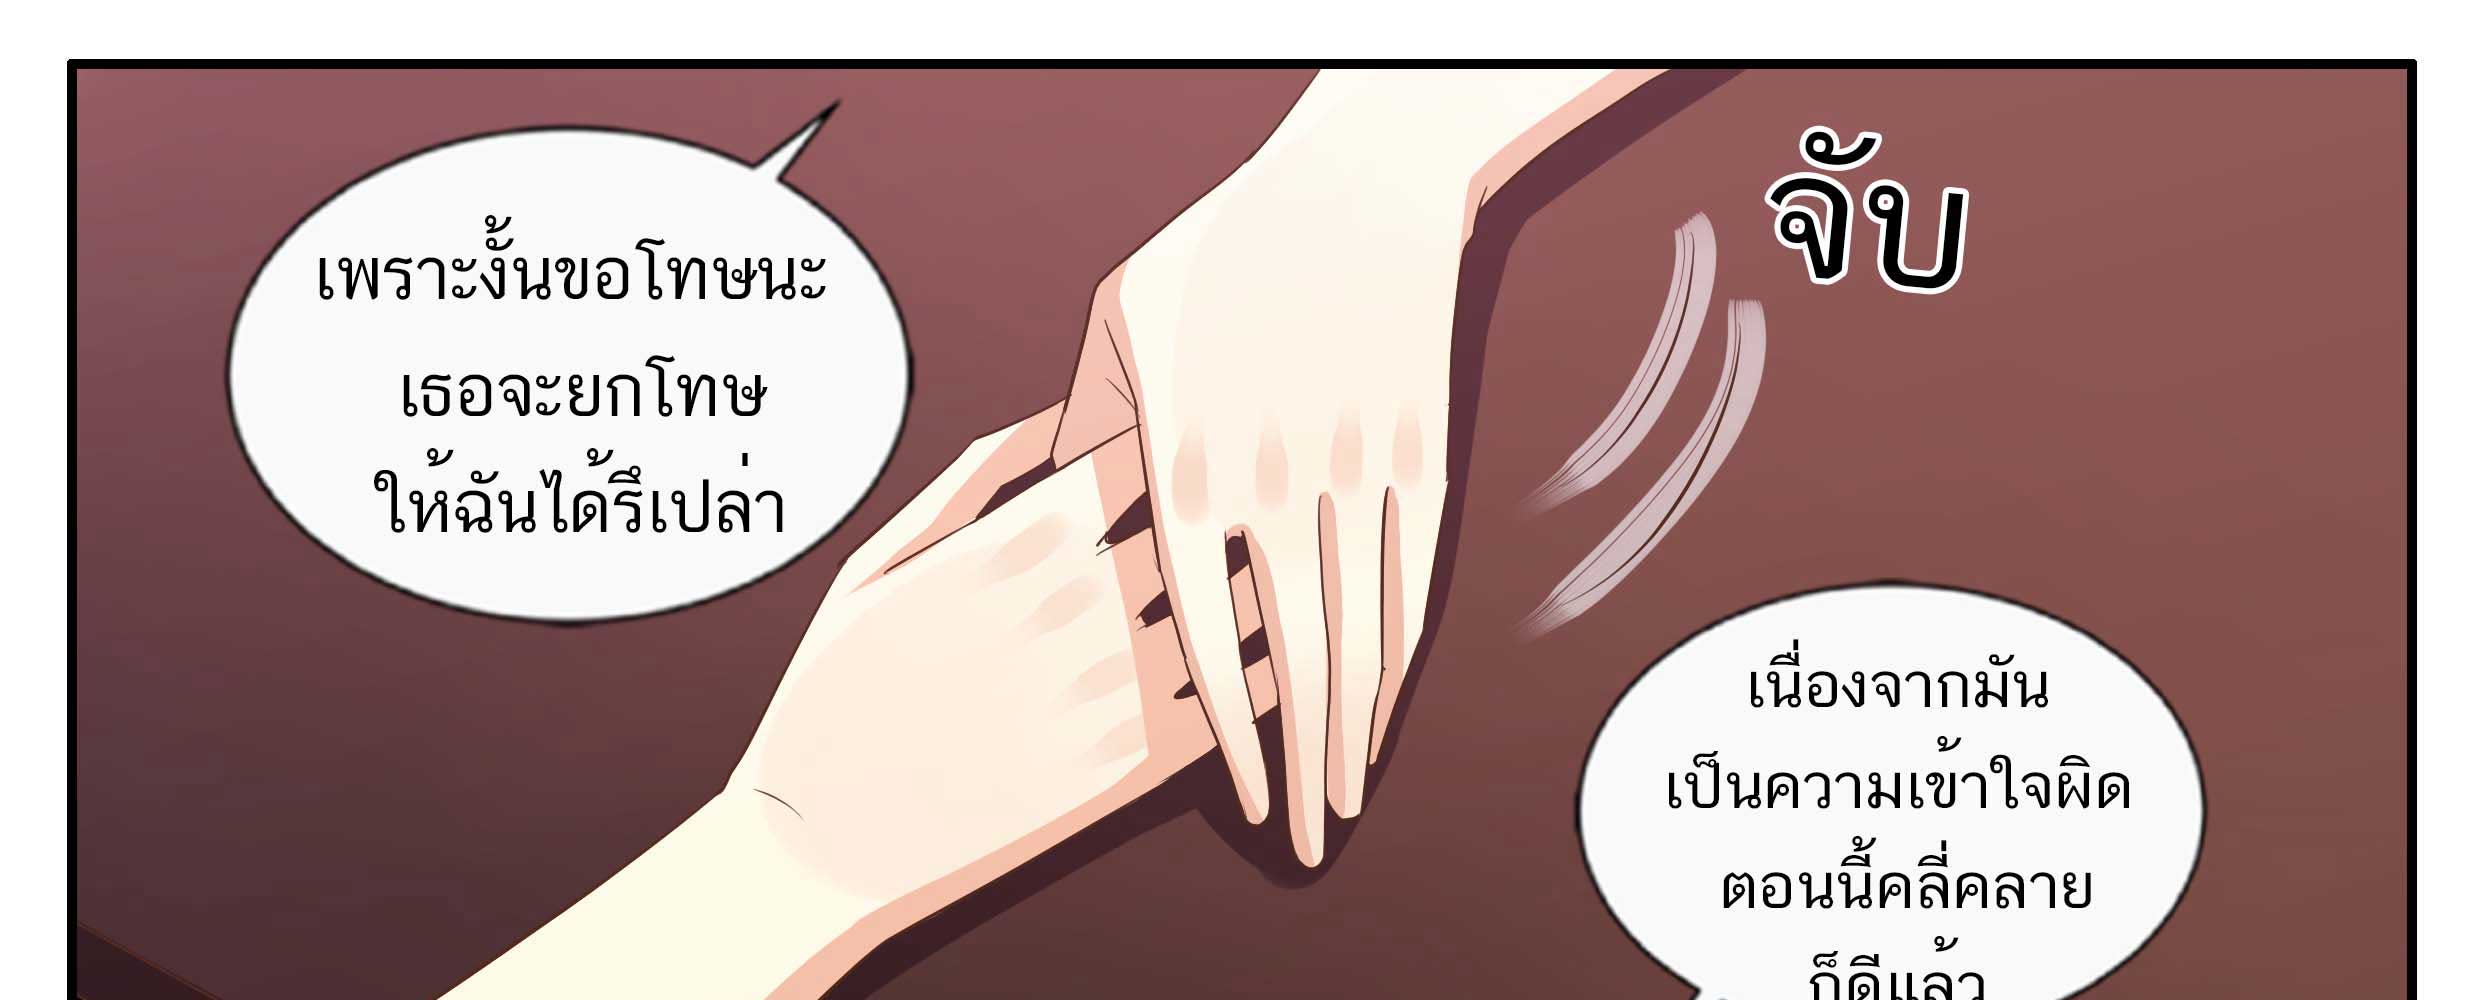 เพราะงั้นขอโทษนะ
เธอจะยกโทษ
ให้ฉันได้รึเปล่า
จับ
เนื่องจากมัน
เป็นความเข้าใจผิด
ตอนนี้คลี่คลาย
ก็ดีแล้ว